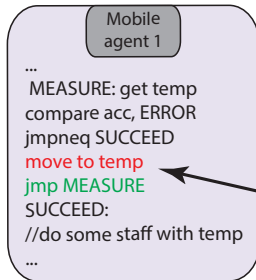 Mobile
agent 1
...
MEASURE: get temp
compare acc, ERROR
jmpneq SUCCEED
move to temp
jmp MEASURE
SUCCEED:
//do some staff with temp
...